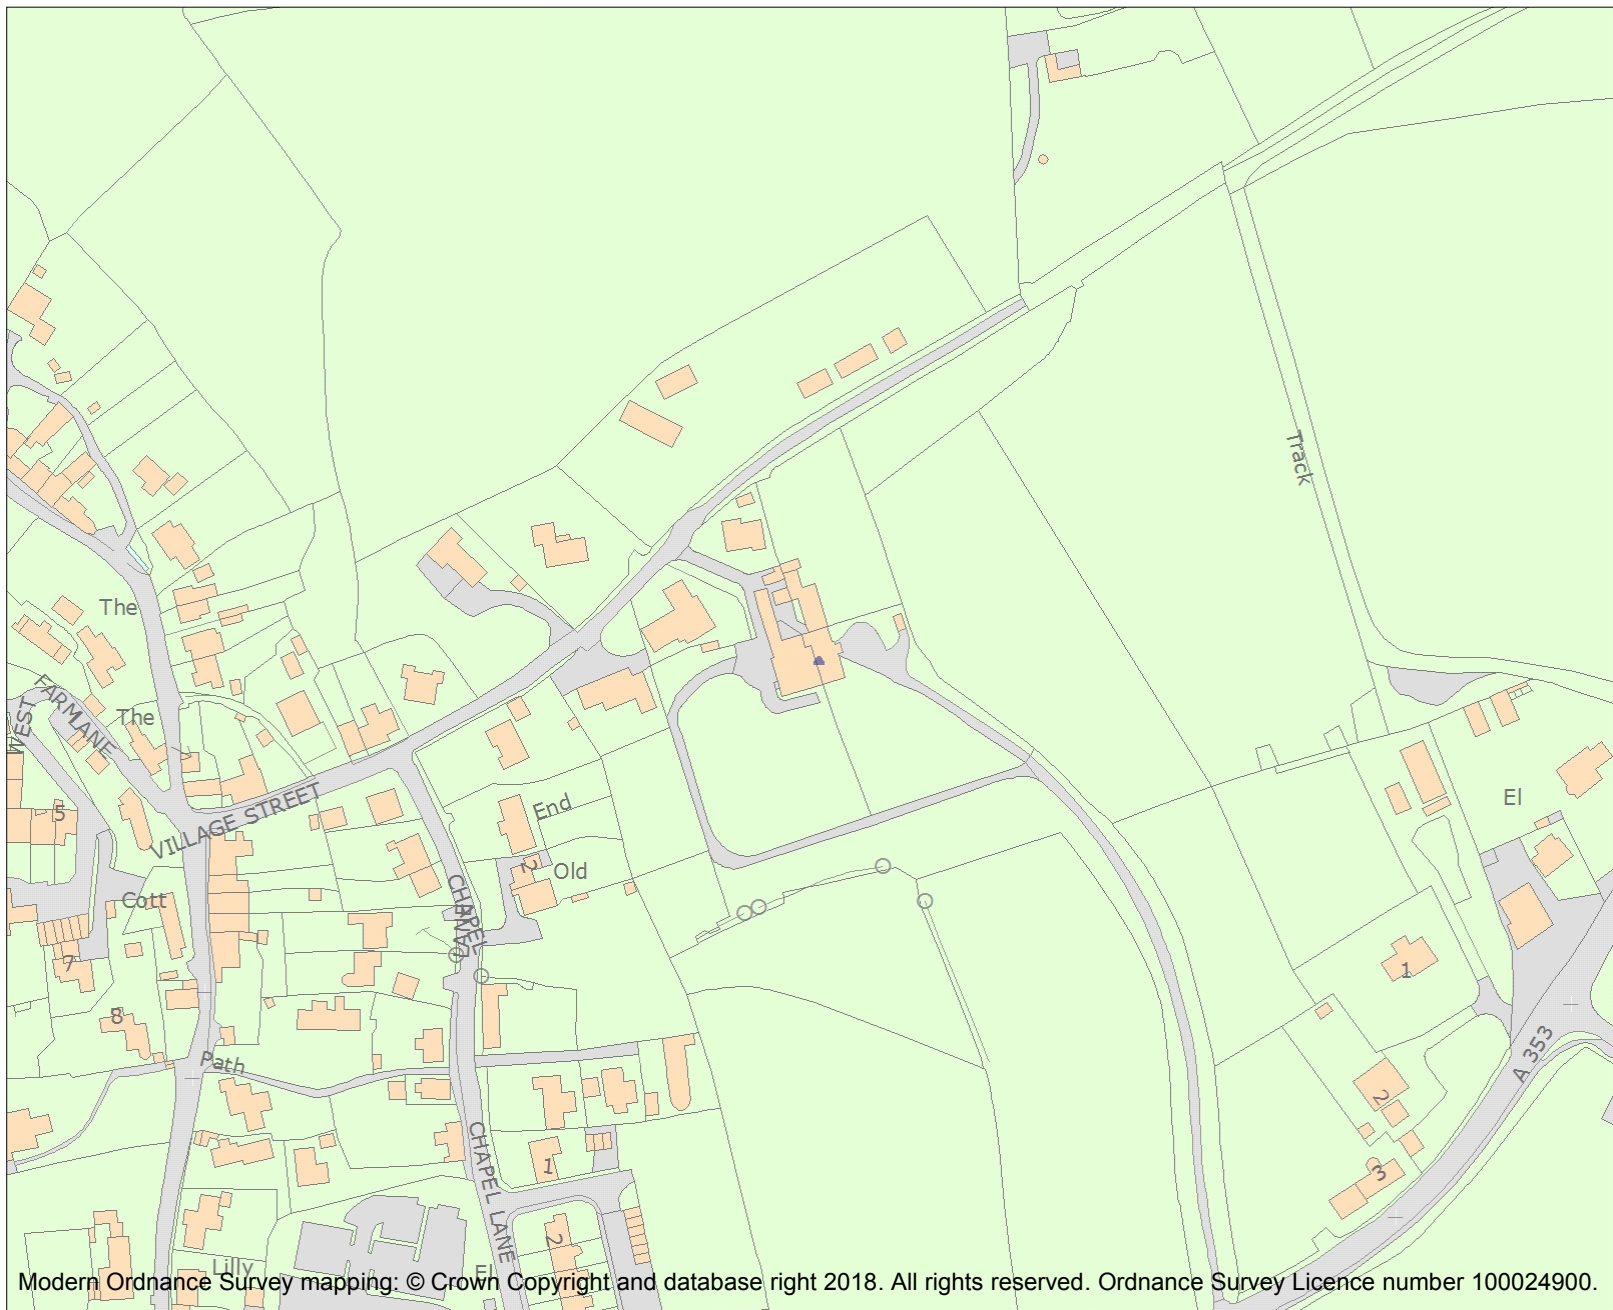 Track
The
FARM LANE
WEST
The
VILLAGE STREET
5
End
El
2
Old
Cott
CHAPEL
LANE
7
1
8
Path
A 353
2
CHAPEL LANE
1
3
2
Lilly
El
Modern Ordnance Survey mapping: © Crown Copyright and database right 2018. All rights reserved. Ordnance Survey Licence number 100024900.